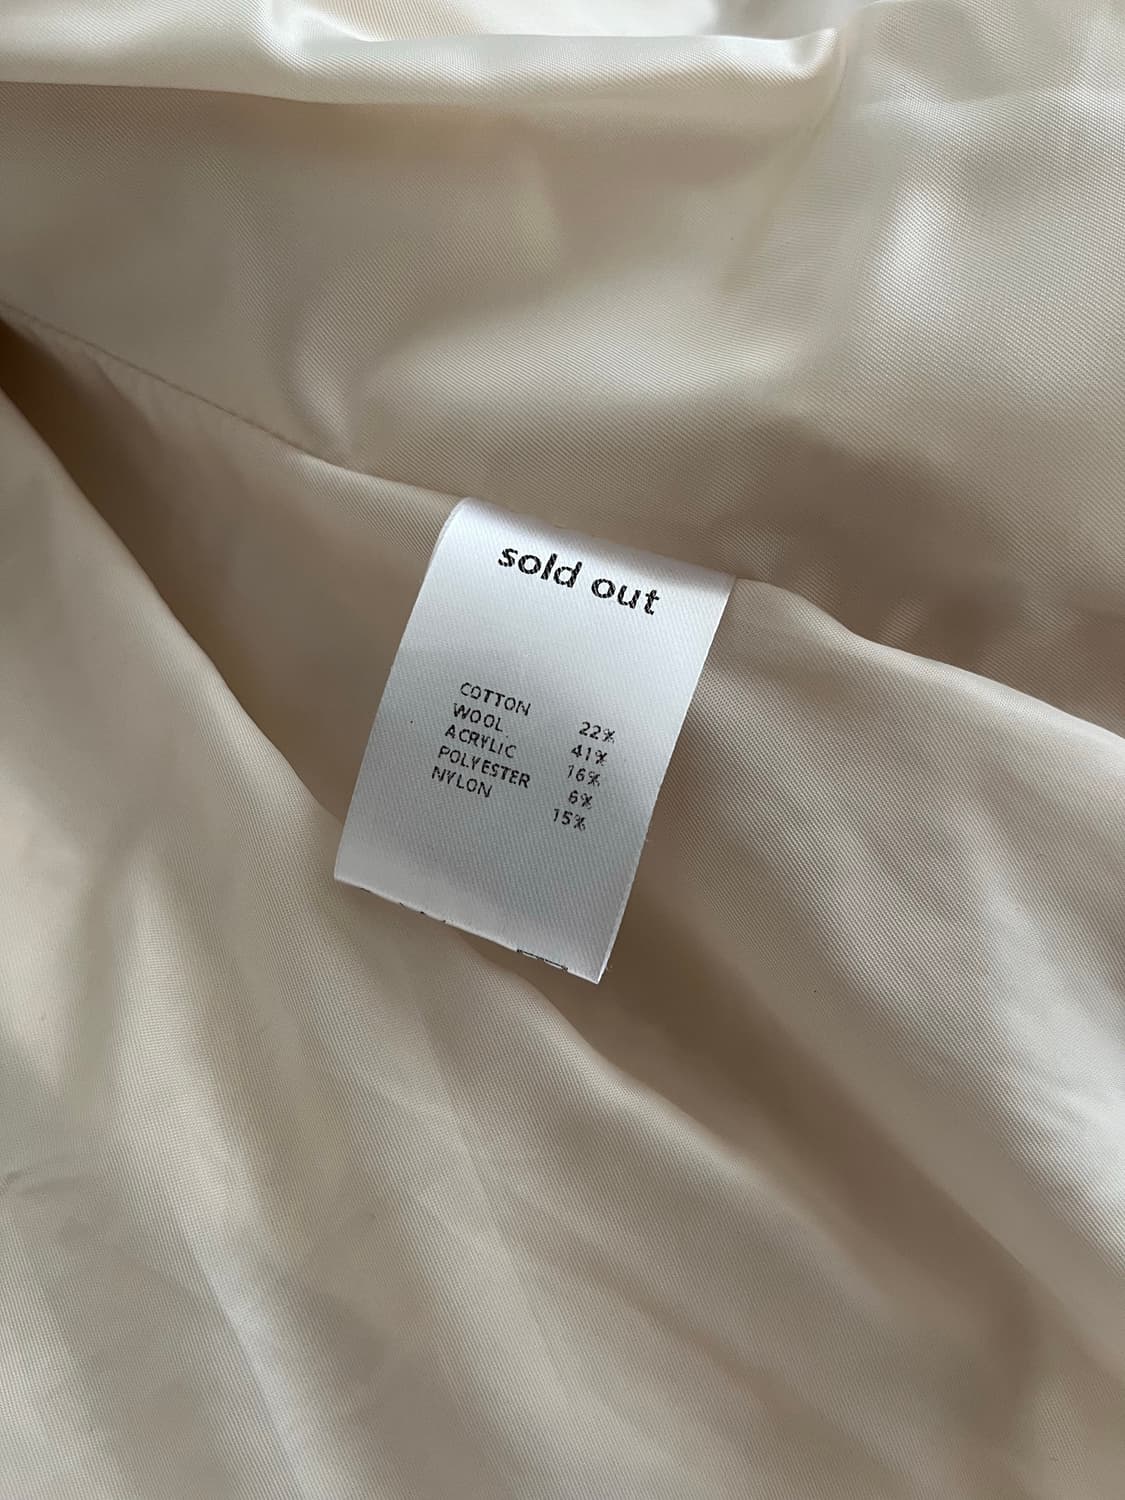 sold out
COTTON 22%
WOOL 41%
ACRYLIC 16%
POLYESTER 6%
NYLON 15%